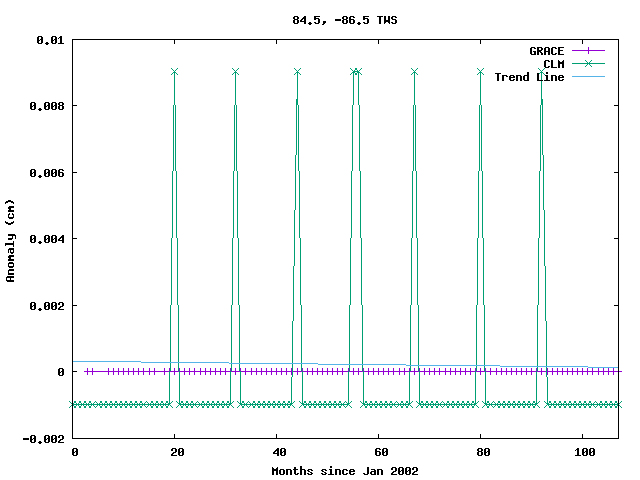 84.5, -86.5 TWS
0.01
GRACE
CLM
Trend Line
0.008
0.006
0.004
0.002
0
-0.002
Anomaly (cm)
0 20 40 60 80 100
Months since Jan 2002